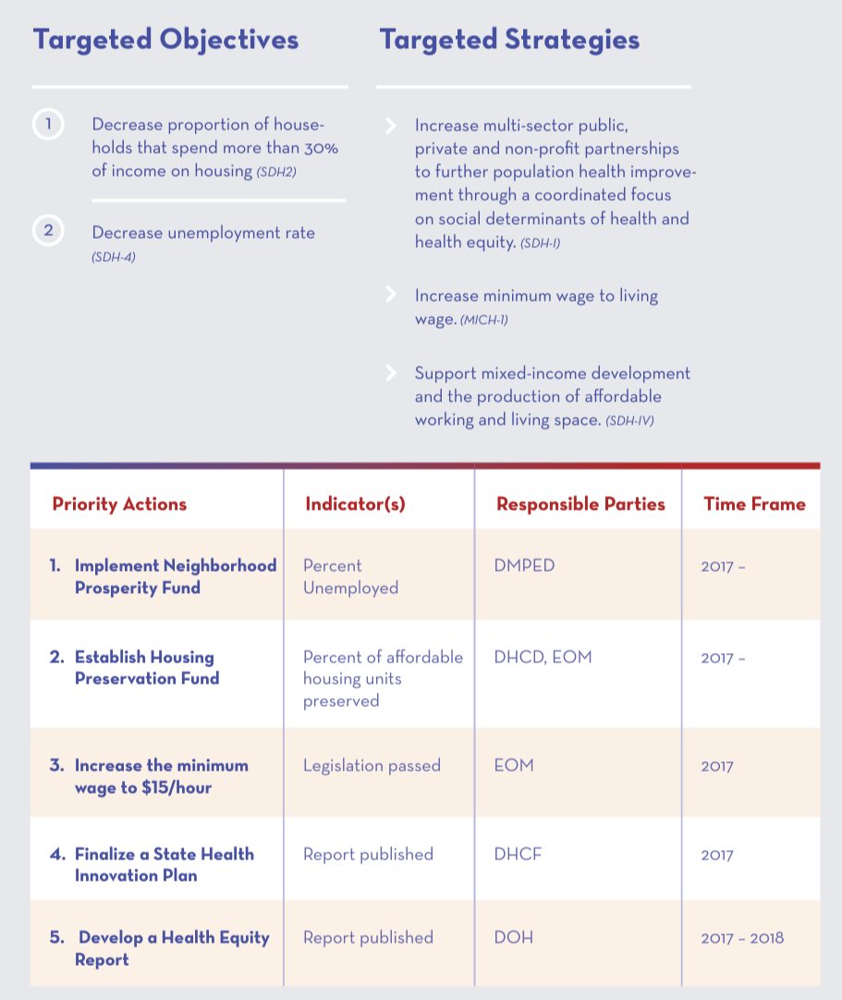 Targeted Objectives
1
Decrease proportion of house-
holds that spend more than 30%
of income on housing (SDH2)
2
Decrease unemployment rate
(SDH-4)
Targeted Strategies
Increase multi-sector public,
private and non-profit partnerships
to further population health improve-
ment through a coordinated focus
on social determinants of health and
health equity. (SDH-I)
Increase minimum wage to living
wage. (MICH-1)
Support mixed-income development
and the production of affordable
working and living space. (SDH-IV)
Priority Actions Indicator(s) Responsible Parties Time Frame
1. Implement Neighborhood
Prosperity Fund
Percent
Unemployed
DMPED
2017 –
2. Establish Housing
Preservation Fund
Percent of affordable
housing units
preserved
DHCD, EOM
2017 –
3. Increase the minimum
wage to $15/hour
Legislation passed
EOM
2017
4. Finalize a State Health
Innovation Plan
Report published
DHCF
2017
5. Develop a Health Equity
Report
Report published
DOH
2017 – 2018